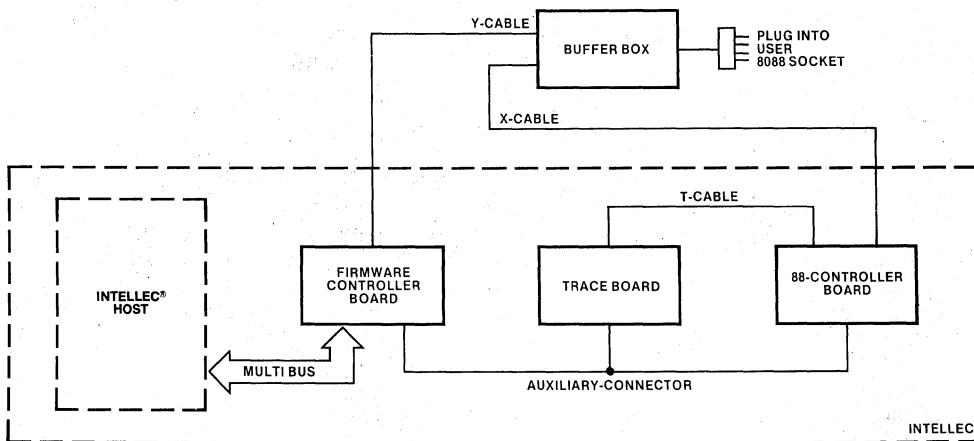 Y-CABLE
BUFFER BOX
PLUG INTO
USER
8088 SOCKET
X-CABLE
T-CABLE
INTELLEC®
HOST
FIRMWARE
CONTROLLER
BOARD
TRACE BOARD
88-CONTROLLER
BOARD
MULTI BUS
AUXILIARY-CONNECTOR
INTELLEC